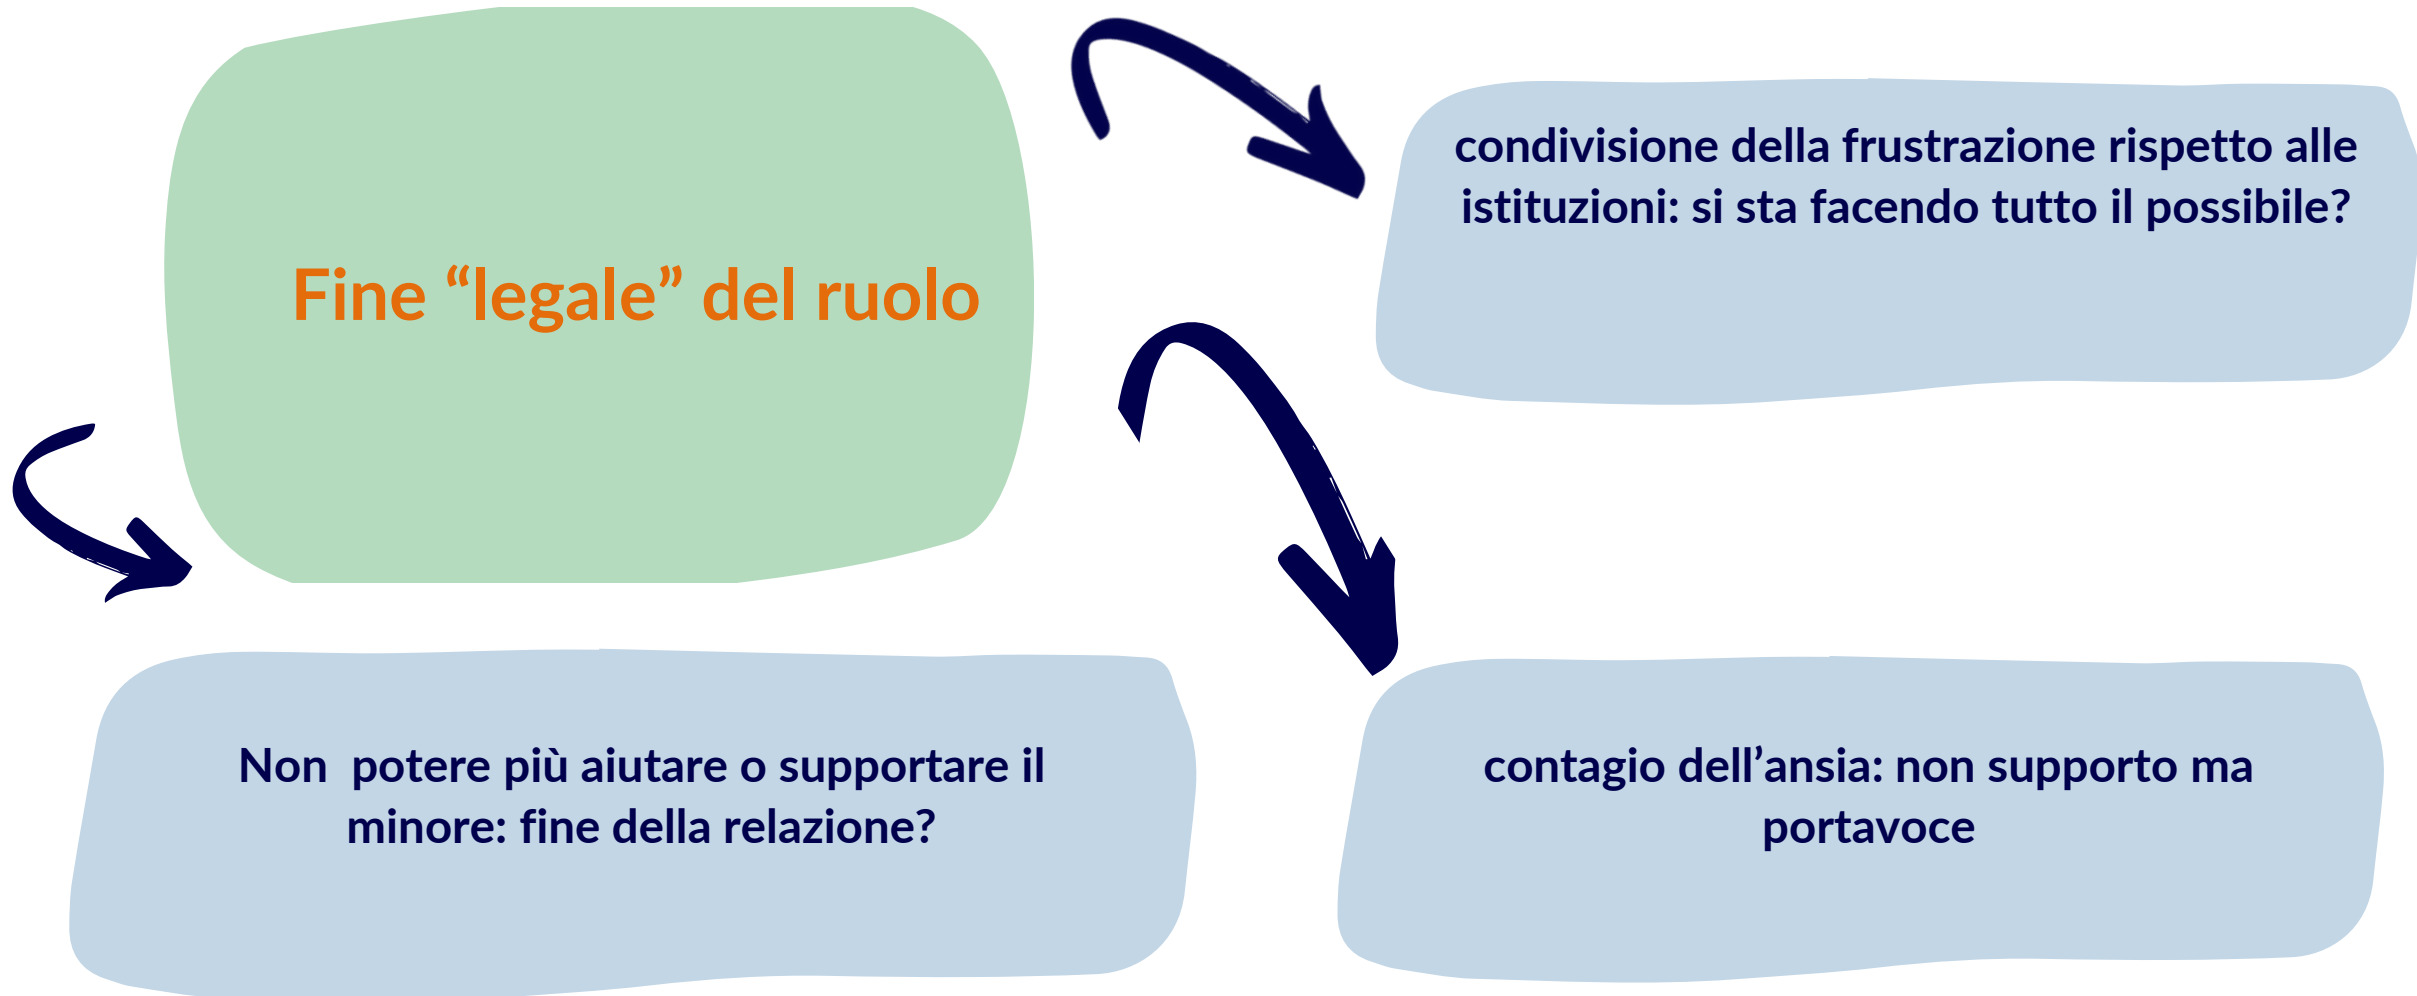 Fine “legale” del ruolo
condivisione della frustrazione rispetto alle
istituzioni: si sta facendo tutto il possibile?
Non  potere più aiutare o supportare il
minore: fine della relazione?
contagio dell’ansia: non supporto ma
portavoce